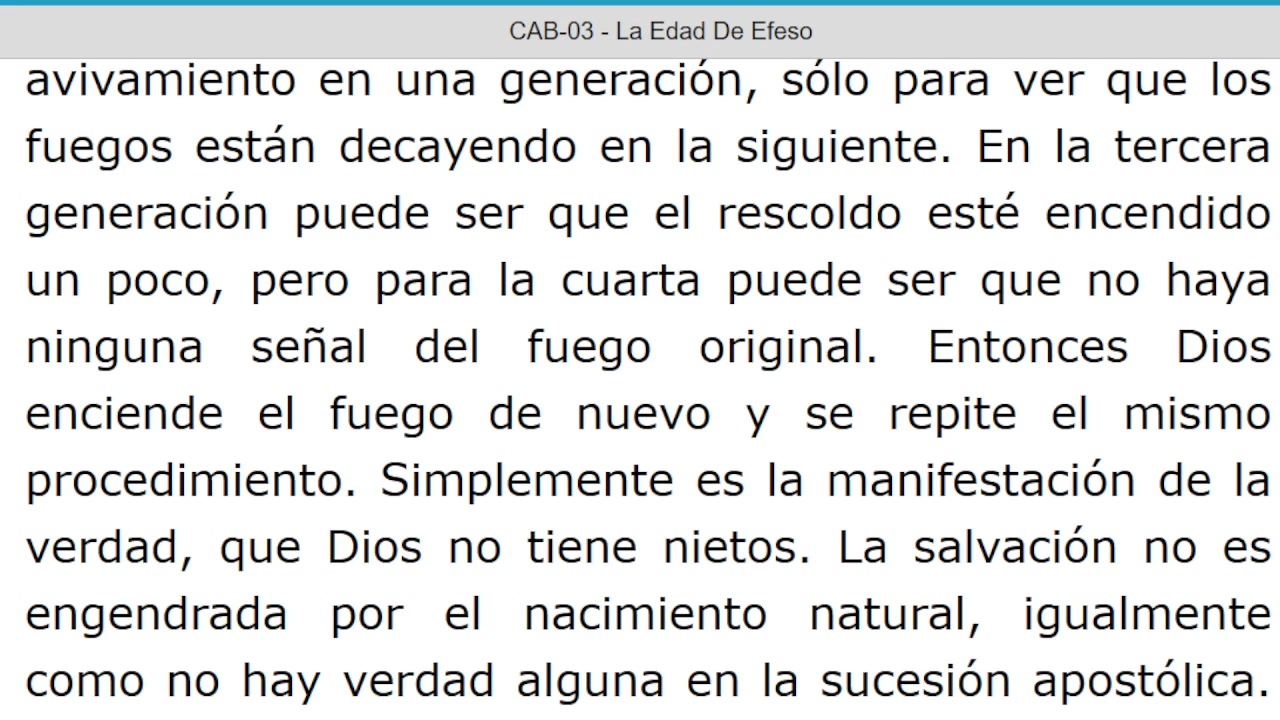 CAB-03 - La Edad De Efeso
avivamiento en una generación, sólo para ver que los
fuegos están decayendo en la siguiente. En la tercera
generación puede ser que el rescoldo esté encendido
un poco, pero para la cuarta puede ser que no haya
ninguna señal del fuego original. Entonces Dios
enciende el fuego de nuevo y se repite el mismo
procedimiento. Simplemente es la manifestación de la
verdad, que Dios no tiene nietos. La salvación no es
engendrada por el nacimiento natural, igualmente
como no hay verdad alguna en la sucesión apostólica.